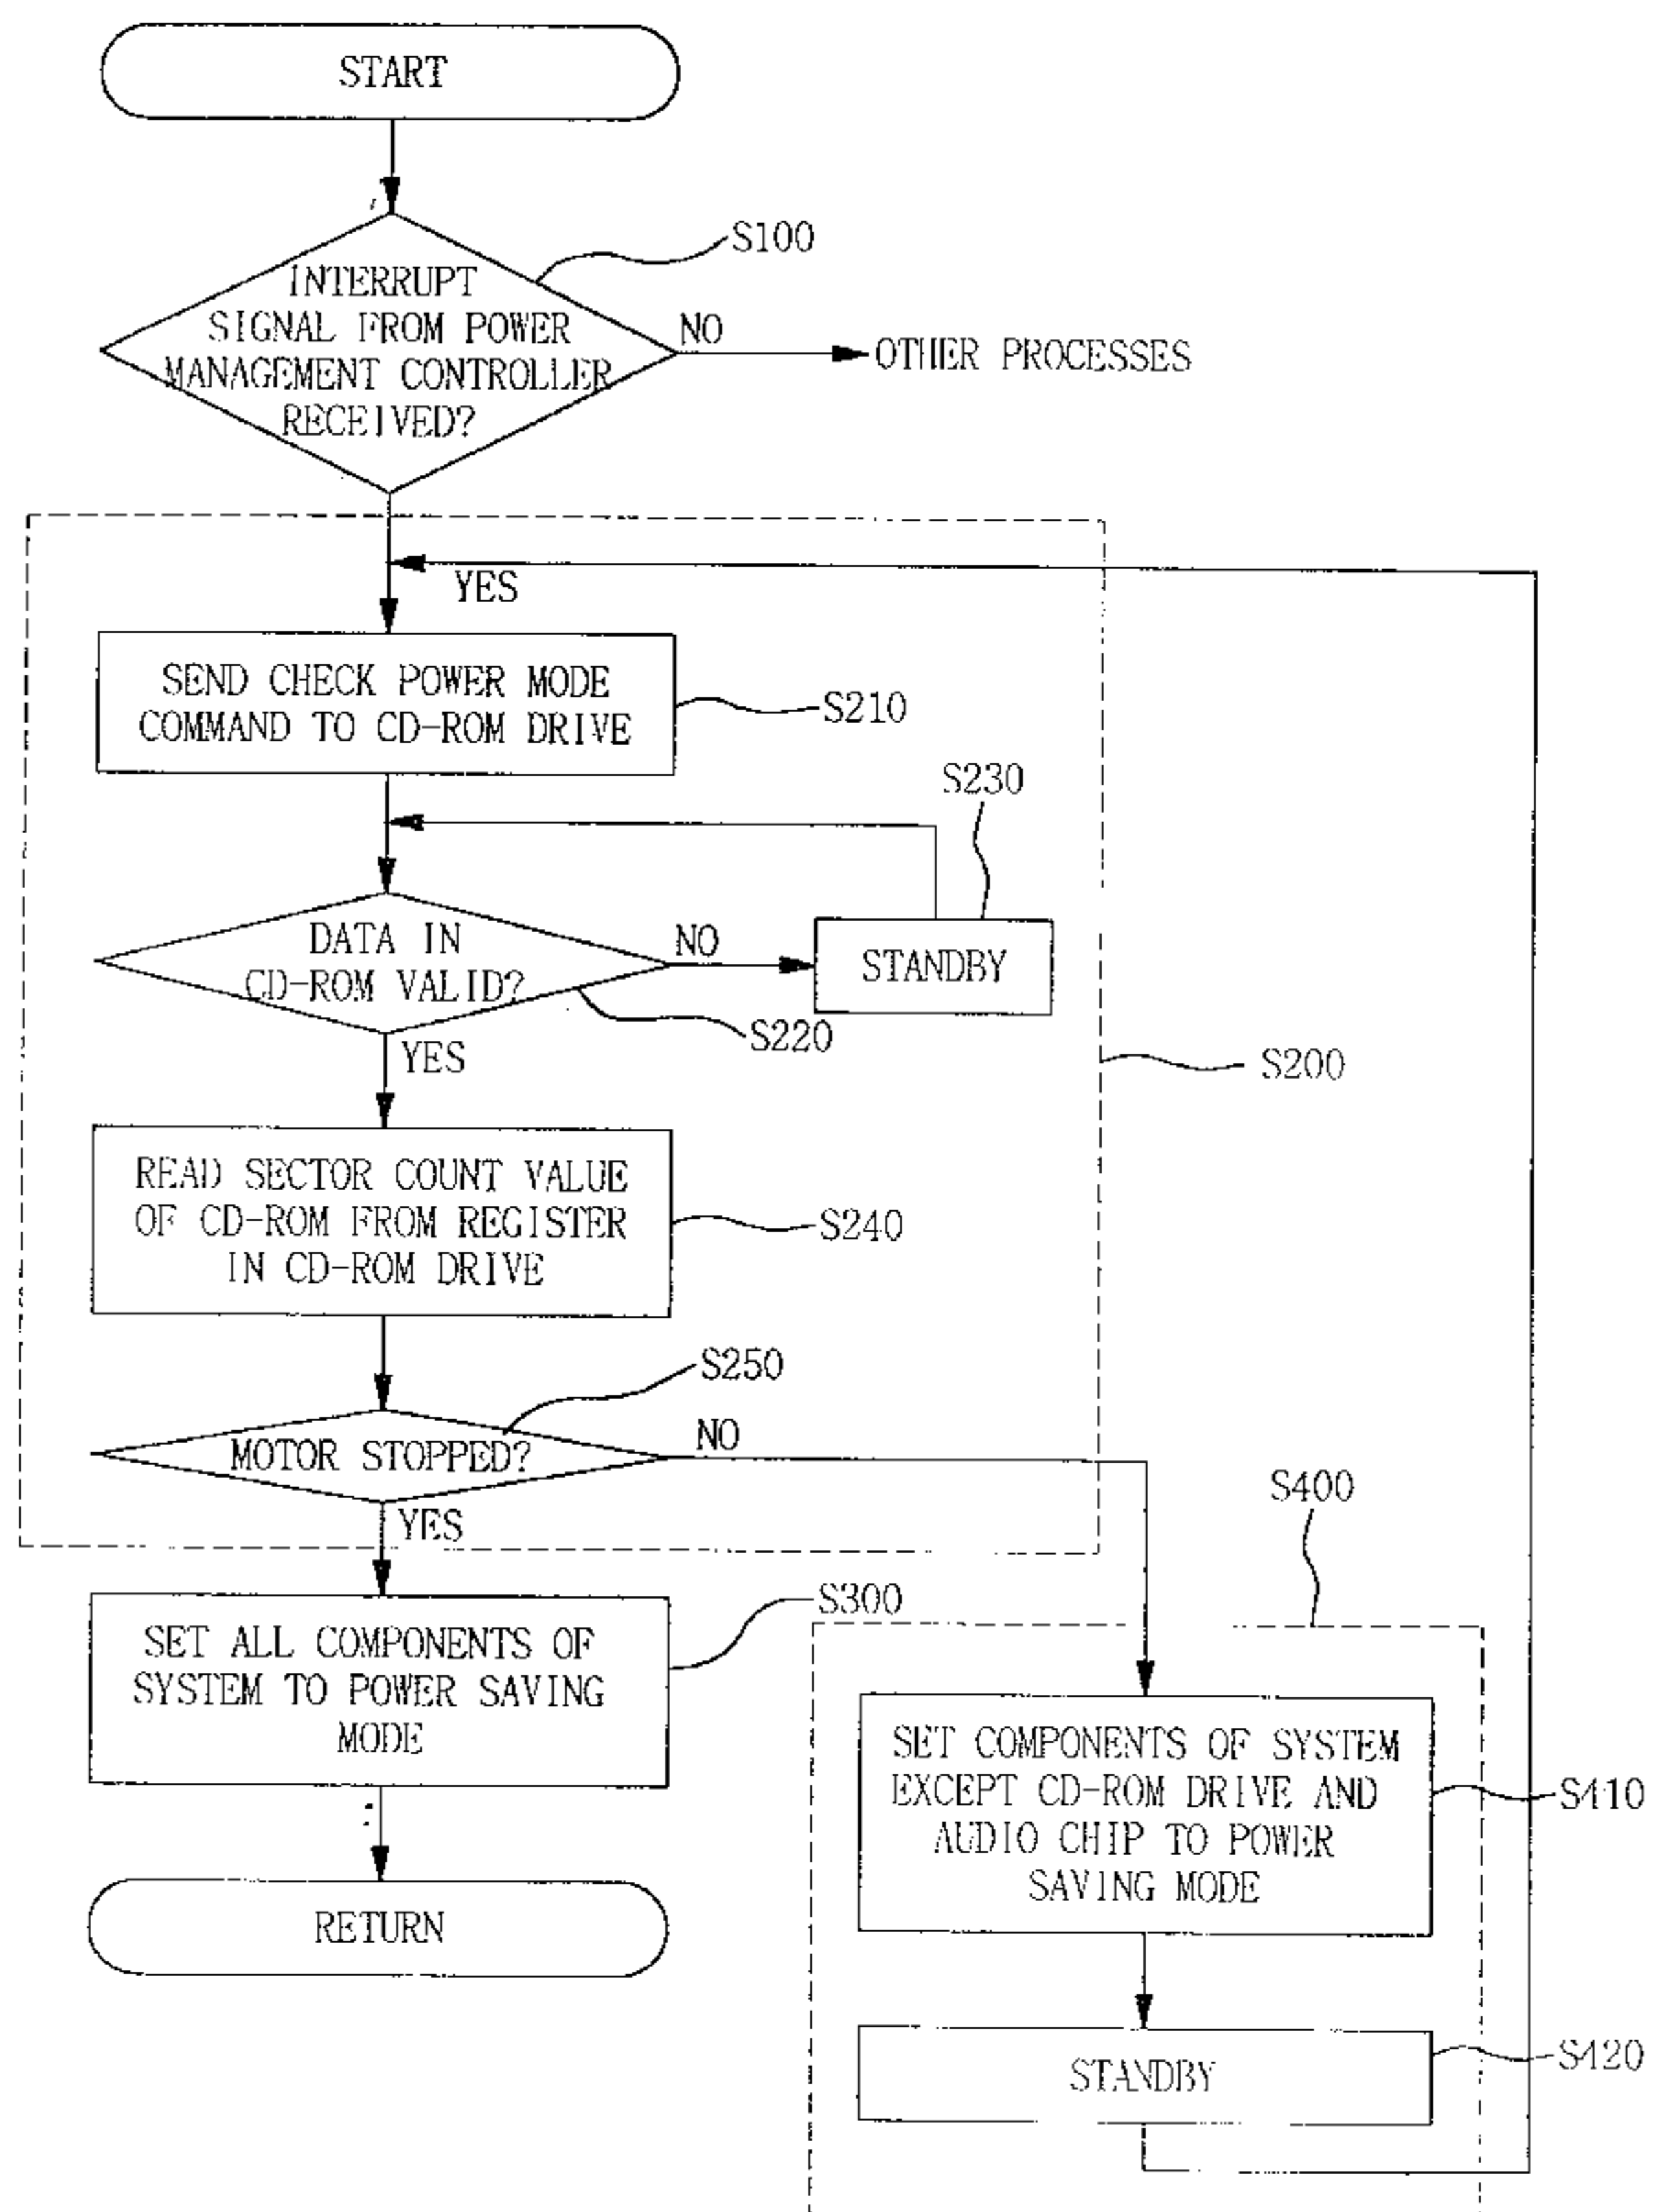 START
S100
INTERRUPT
SIGNAL FROM POWER
MANAGEMENT CONTROLLER
RECEIVED?
NO
OTHER PROCESSES
YES
SEND CHECK POWER MODE
COMMAND TO CD-ROM DRIVE
S210
S230
DATA IN
CD-ROM VALID?
NO
STANDBY
S220
YES
S200
READ SECTOR COUNT VALUE
OF CD-ROM FROM REGISTER
IN CD-ROM DRIVE
S240
S250
MOTOR STOPPED?
NO
YES
S400
S300
SET ALL COMPONENTS OF
SYSTEM TO POWER SAVING
MODE
SET COMPONENTS OF SYSTEM
EXCEPT CD-ROM DRIVE AND
AUDIO CHIP TO POWER
SAVING MODE
S410
RETURN
STANDBY
S420